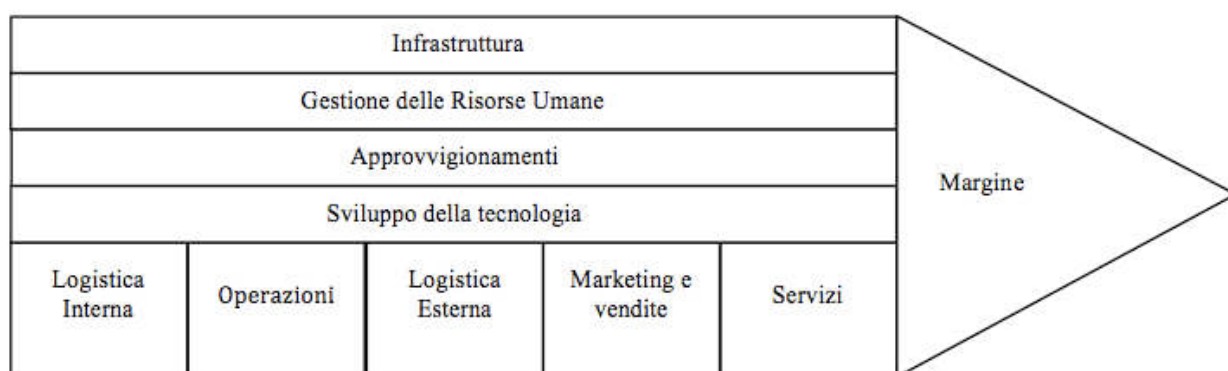 Infrastruttura
Gestione delle Risorse Umane
Approvvigionamenti
Sviluppo della tecnologia
Margine
Logistica
Interna
Operazioni
Logistica
Esterna
Marketing e
vendite
Servizi